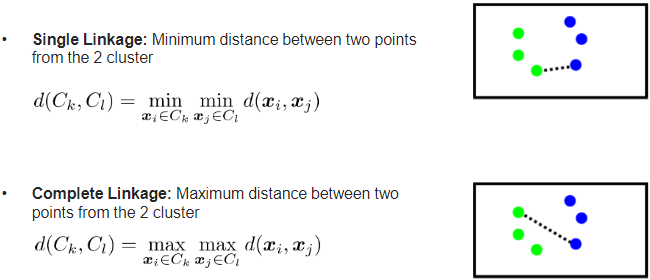 • Single Linkage: Minimum distance between two points
from the 2 cluster
d(C_k, C_l) = min_{x_i∈C_k} min_{x_j∈C_l} d(x_i, x_j)
• Complete Linkage: Maximum distance between two
points from the 2 cluster
d(C_k, C_l) = max_{x_i∈C_k} max_{x_j∈C_l} d(x_i, x_j)